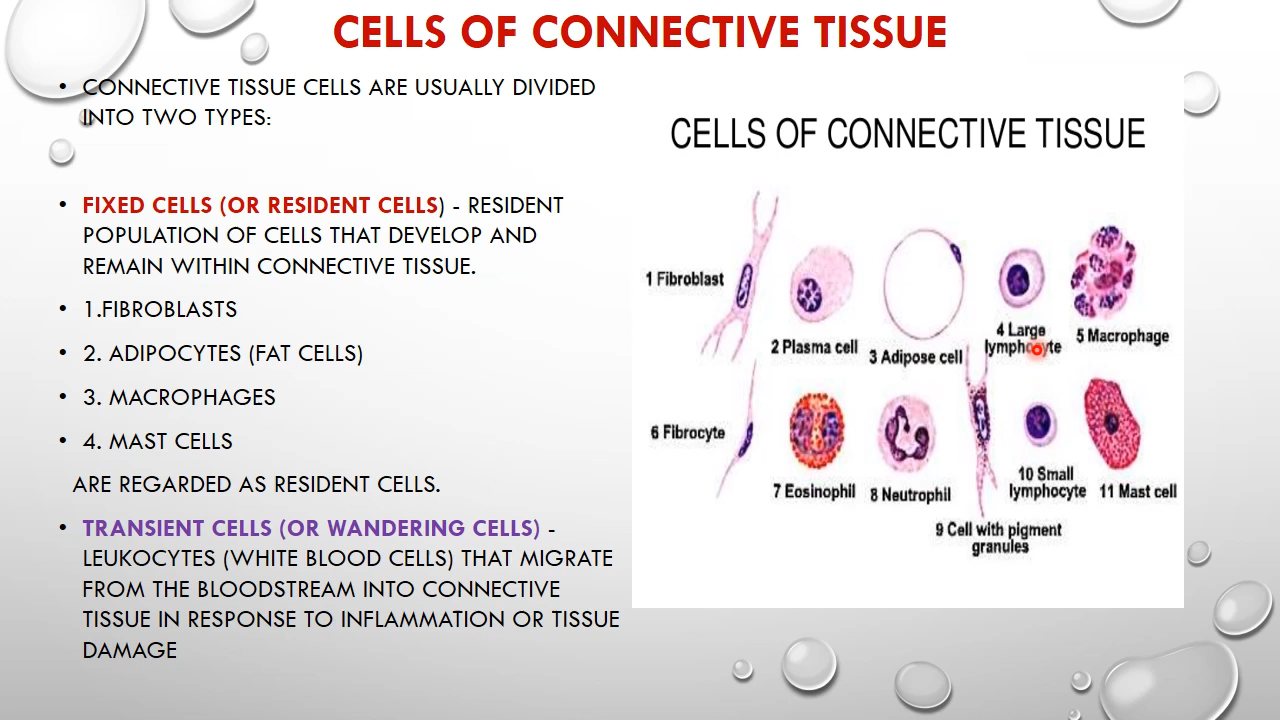 CELLS OF CONNECTIVE TISSUE
• CONNECTIVE TISSUE CELLS ARE USUALLY DIVIDED
INTO TWO TYPES:
• FIXED CELLS (OR RESIDENT CELLS) - RESIDENT
POPULATION OF CELLS THAT DEVELOP AND
REMAIN WITHIN CONNECTIVE TISSUE.
• 1.FIBROBLASTS
• 2. ADIPOCYTES (FAT CELLS)
• 3. MACROPHAGES
• 4. MAST CELLS
ARE REGARDED AS RESIDENT CELLS.
• TRANSIENT CELLS (OR WANDERING CELLS) -
LEUKOCYTES (WHITE BLOOD CELLS) THAT MIGRATE
FROM THE BLOODSTREAM INTO CONNECTIVE
TISSUE IN RESPONSE TO INFLAMMATION OR TISSUE
DAMAGE
CELLS OF CONNECTIVE TISSUE
1 Fibroblast
2 Plasma cell
3 Adipose cell
4 Large
lymphocyte
5 Macrophage
6 Fibrocyte
7 Eosinophil
8 Neutrophil
9 Cell with pigment
granules
10 Small
lymphocyte
11 Mast cell